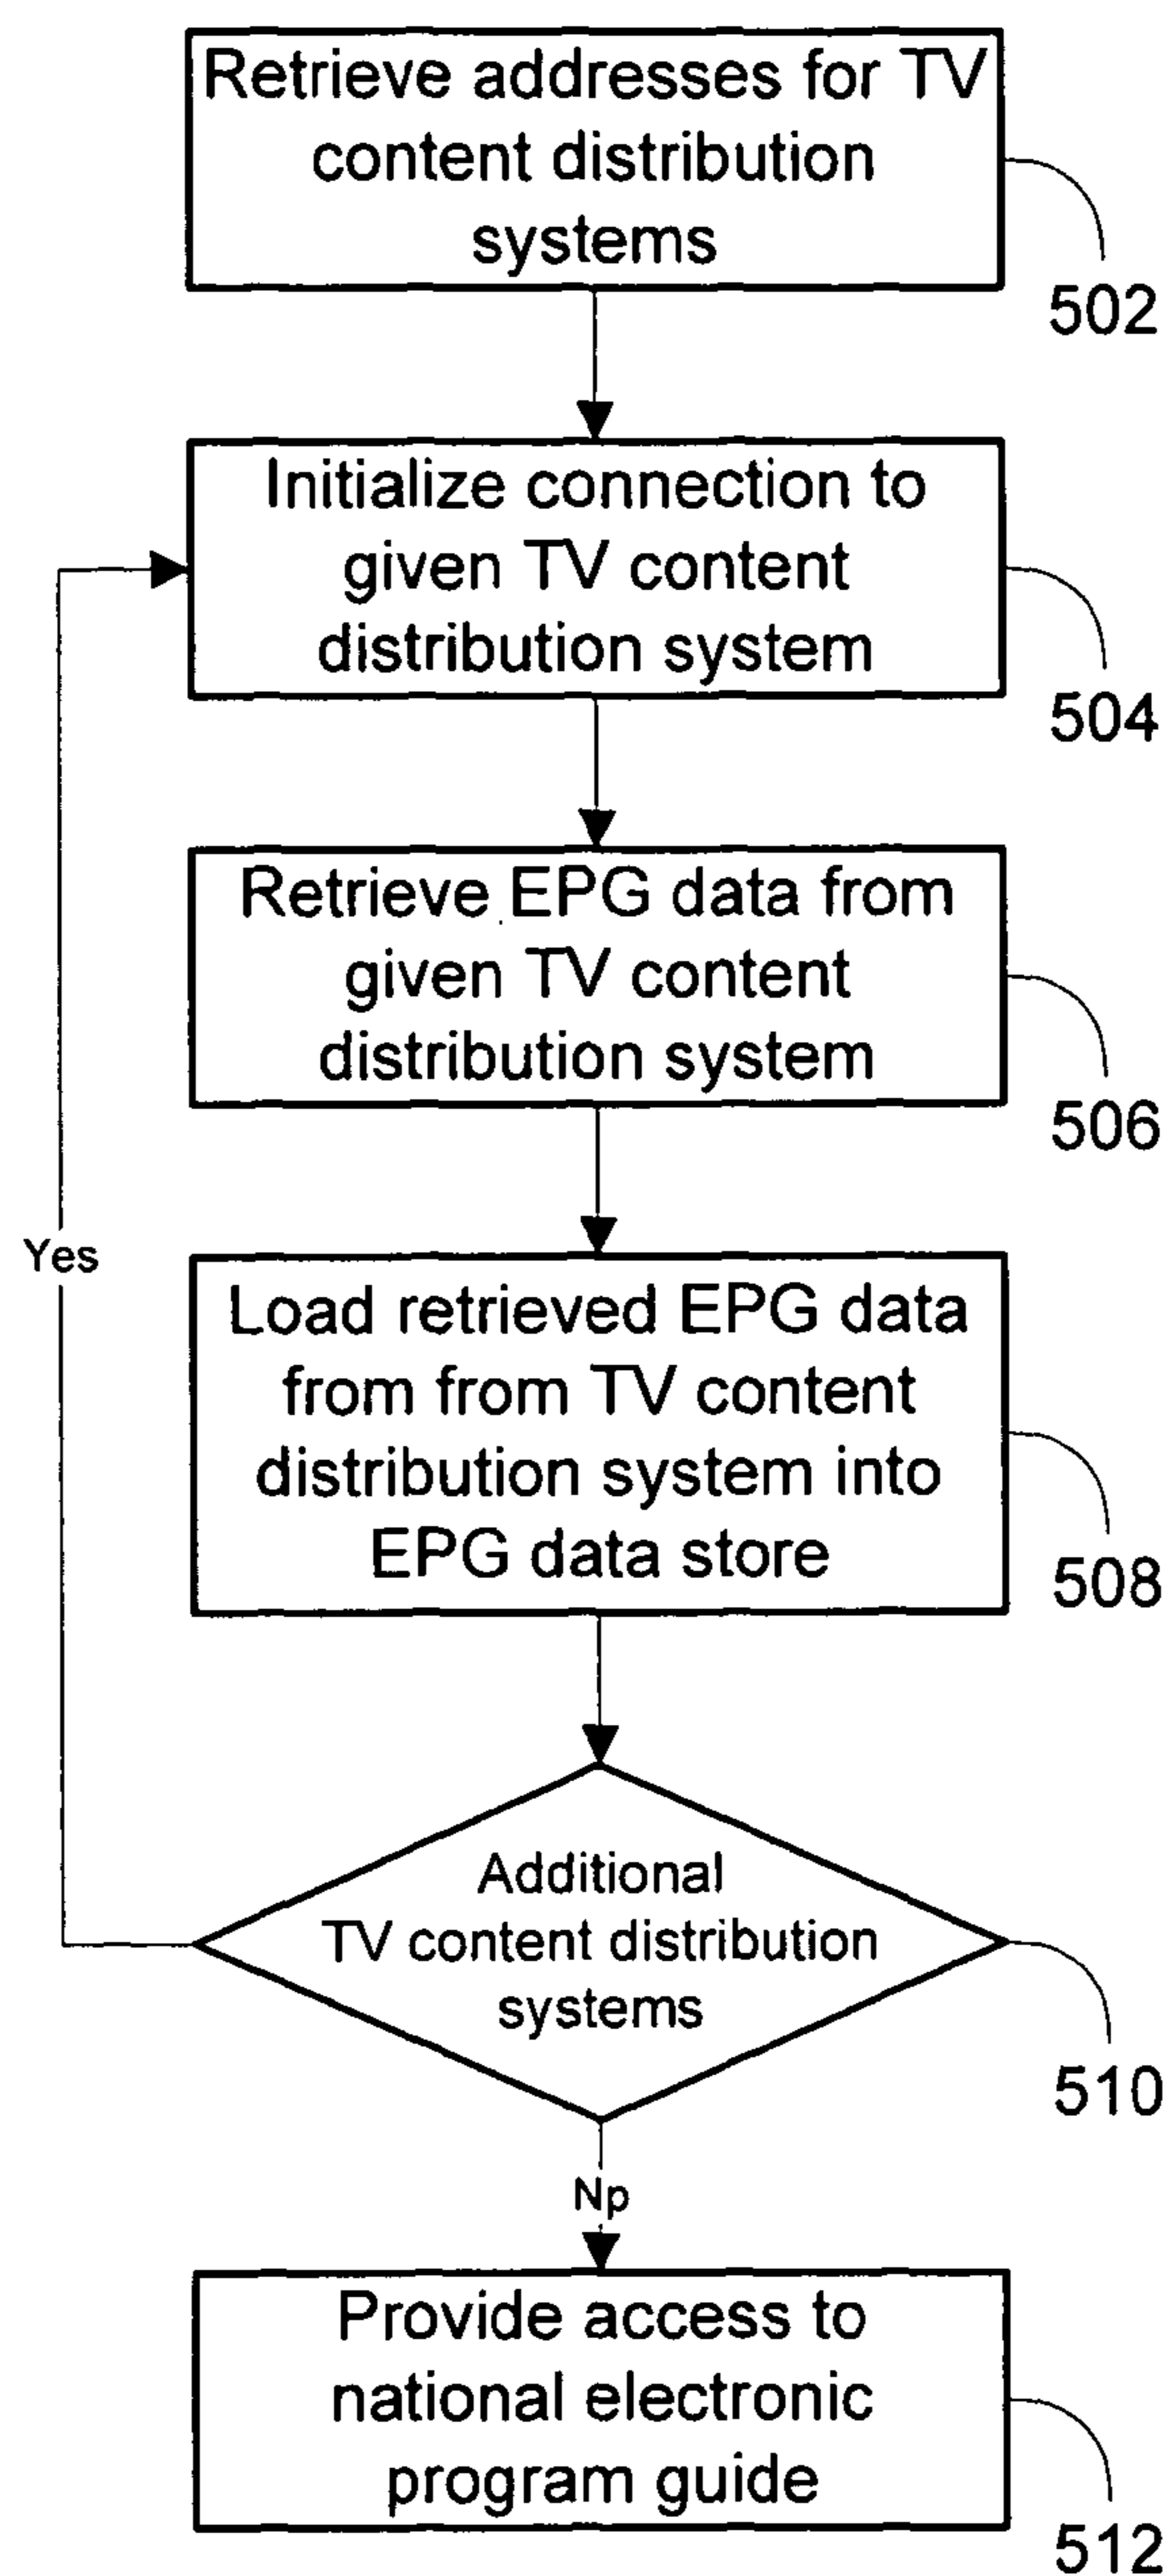 Retrieve addresses for TV
content distribution
systems
502
Initialize connection to
given TV content
distribution system
504
Retrieve EPG data from
given TV content
distribution system
506
Yes
Load retrieved EPG data
from from TV content
distribution system into
EPG data store
508
Additional
TV content distribution
systems
510
Np
Provide access to
national electronic
program guide
512